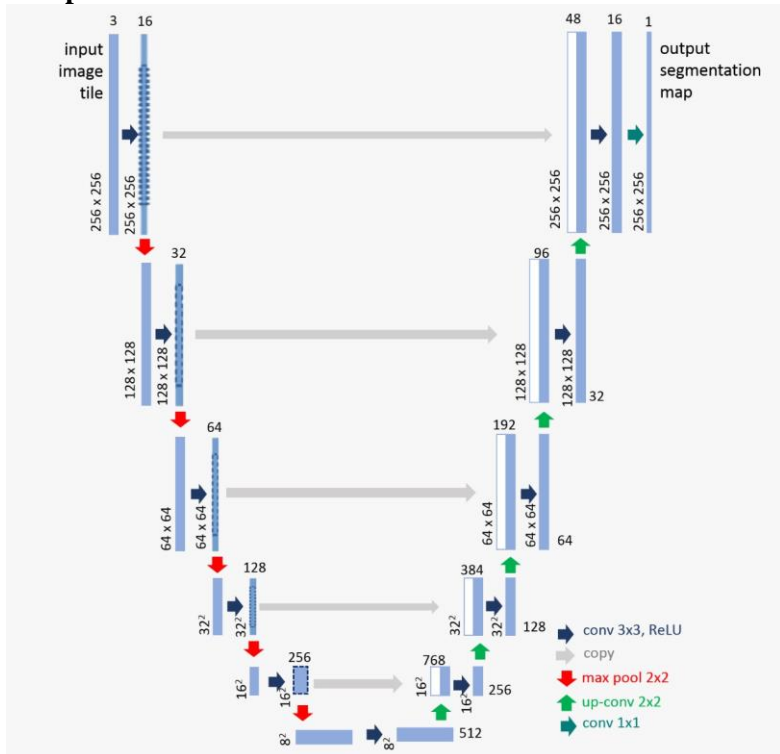 3 16
input
image
tile
256 x 256
256 x 256
48 16 1
output
segmentation
map
256 x 256
256 x 256
32
128 x 128
128 x 128
96
128 x 128
128 x 128
32
64
64 x 64
64 x 64
192
64 x 64
64 x 64
64
128
32²
32²
384
32²
32²
128
256
16²
16²
768
16²
16²
256
8²
8²
512
conv 3x3, ReLU
copy
max pool 2x2
up-conv 2x2
conv 1x1